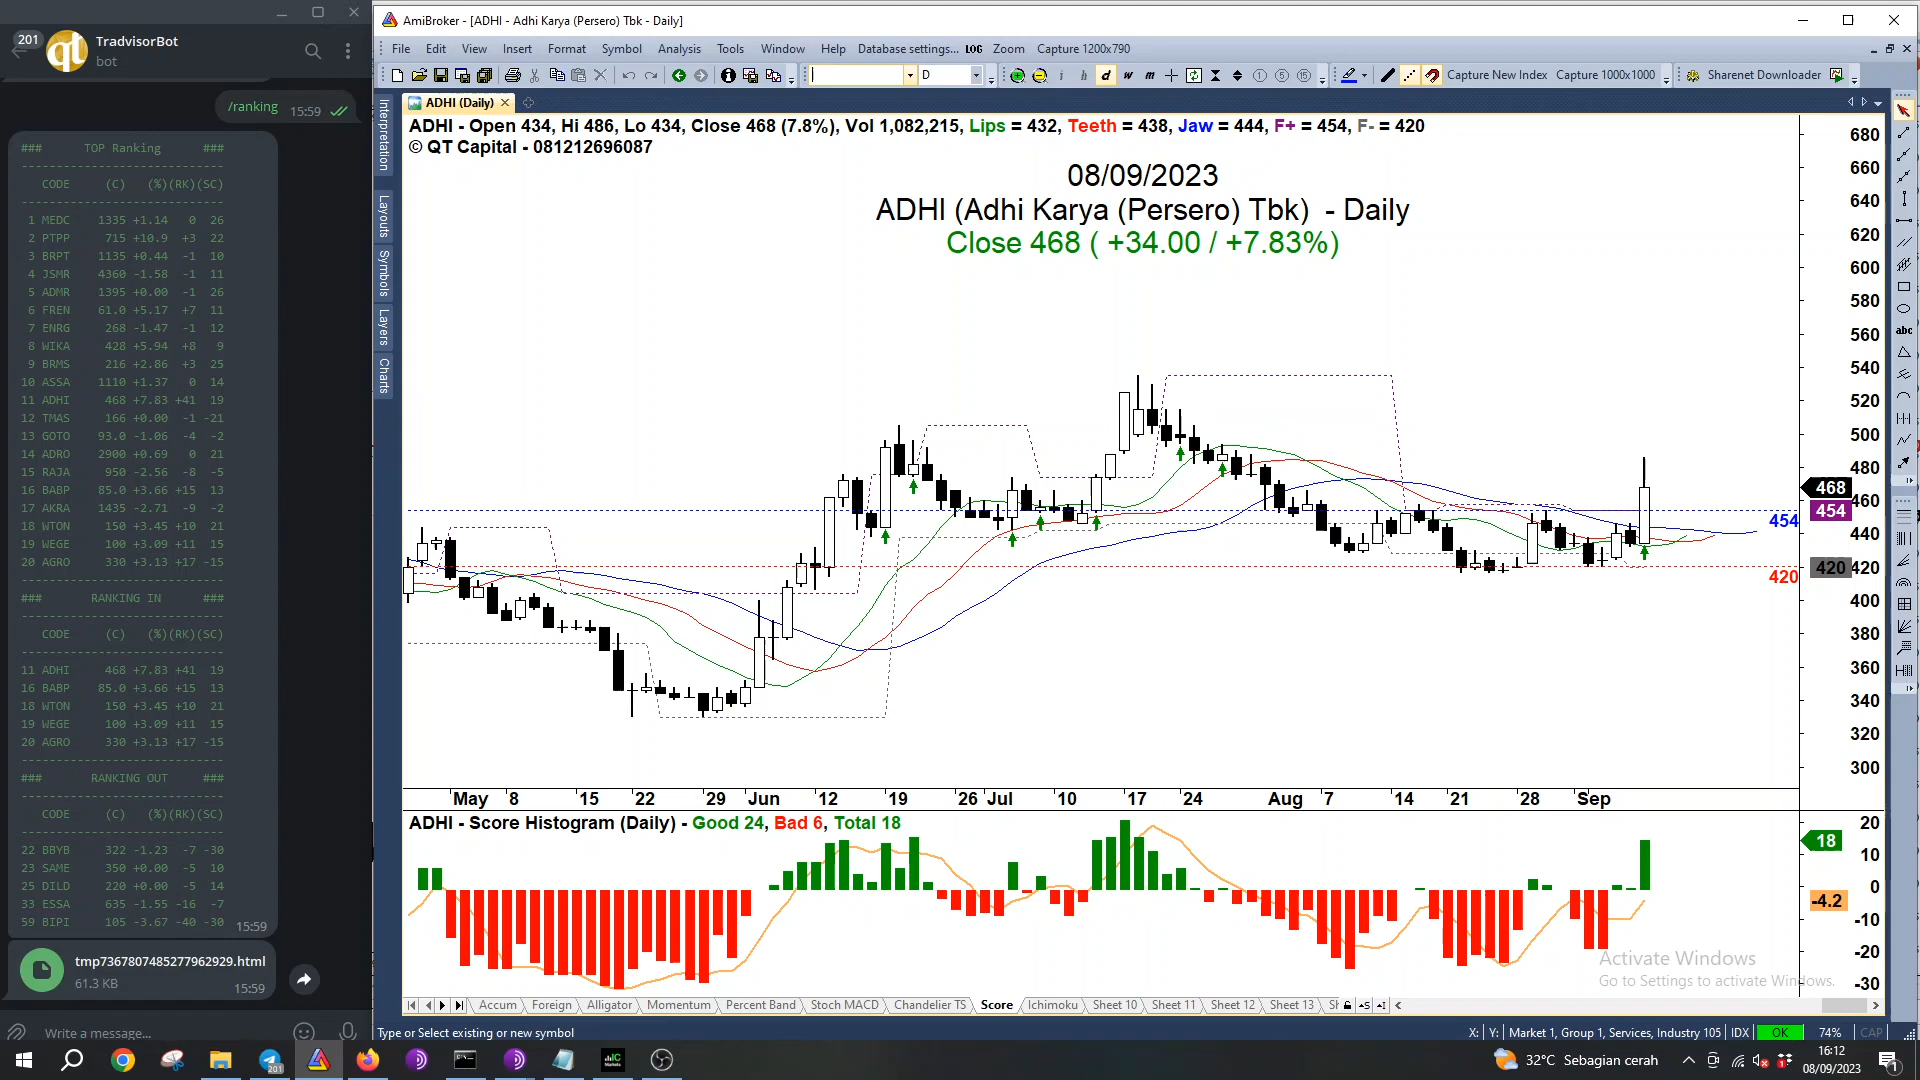 201
TradvisorBot
bot
/ranking 15:59
### TOP Ranking ###
CODE (C) (%)(RK)(SC)
1 MEDC 1335 +1.14 0 26
2 PTPP 715 +10.9 +3 22
3 BRPT 1135 +0.44 -1 10
4 JSMR 4360 -1.58 -1 11
5 ADMR 1395 +0.00 -1 26
6 FREN 61.0 +5.17 +7 11
7 ENRG 268 -1.47 -1 12
8 WIKA 428 +5.94 +8 9
9 BRMS 216 +2.86 +3 25
10 ASSA 1110 +1.37 0 14
11 ADHI 468 +7.83 +41 19
12 TMAS 166 +0.00 -1 -21
13 GOTO 93.0 -1.06 -4 -2
14 ADRO 2900 +0.69 0 21
15 RAJA 950 -2.56 -8 -5
16 BABP 85.0 +3.66 +15 13
17 AKRA 1435 -2.71 -9 -2
18 WTON 150 +3.45 +10 21
19 WEGE 100 +3.09 +11 15
20 AGRO 330 +3.13 +17 -15
### RANKING IN ###
CODE (C) (%)(RK)(SC)
11 ADHI 468 +7.83 +41 19
16 BABP 85.0 +3.66 +15 13
18 WTON 150 +3.45 +10 21
19 WEGE 100 +3.09 +11 15
20 AGRO 330 +3.13 +17 -15
### RANKING OUT ###
CODE (C) (%)(RK)(SC)
22 BBYB 322 -1.23 -7 -30
23 SAME 350 +0.00 -5 10
25 DILD 220 +0.00 -5 14
33 ESSA 635 -1.55 -16 -7
59 BIPI 105 -3.67 -40 -30
15:59
tmp7367807485277962929.html
61.3 KB 15:59
Write a message...
AmiBroker - [ADHI - Adhi Karya (Persero) Tbk - Daily]
File Edit View Insert Format Symbol Analysis Tools Window Help Database settings... LOG Zoom Capture 1200x790
D i h d w m 1 5 15 Capture New Index Capture 1000x1000 Sharenet Downloader
ADHI (Daily)
Interpretation
Layouts
Symbols
Layers
Charts
ADHI - Open 434, Hi 486, Lo 434, Close 468 (7.8%), Vol 1,082,215, Lips = 432, Teeth = 438, Jaw = 444, F+ = 454, F- = 420
© QT Capital - 081212696087
08/09/2023
ADHI (Adhi Karya (Persero) Tbk) - Daily
Close 468 ( +34.00 / +7.83%)
680
660
640
620
600
580
560
540
520
500
480
468
460
454
454
440
420
420
420
400
380
360
340
320
300
May 8 15 22 29 Jun 12 19 26 Jul 10 17 24 Aug 7 14 21 28 Sep
ADHI - Score Histogram (Daily) - Good 24, Bad 6, Total 18
20
18
10
0
-4.2
-10
-20
-30
abc
Activate Windows
Go to Settings to activate Windows.
Accum Foreign Alligator Momentum Percent Band Stoch MACD Chandelier TS Score Ichimoku Sheet 10 Sheet 11 Sheet 12 Sheet 13 Sh
Type or Select existing or new symbol
X: Y: Market 1, Group 1, Services, Industry 105 IDX OK 74% CAP
201
IC Markets
32°C Sebagian cerah
16:12
08/09/2023
1